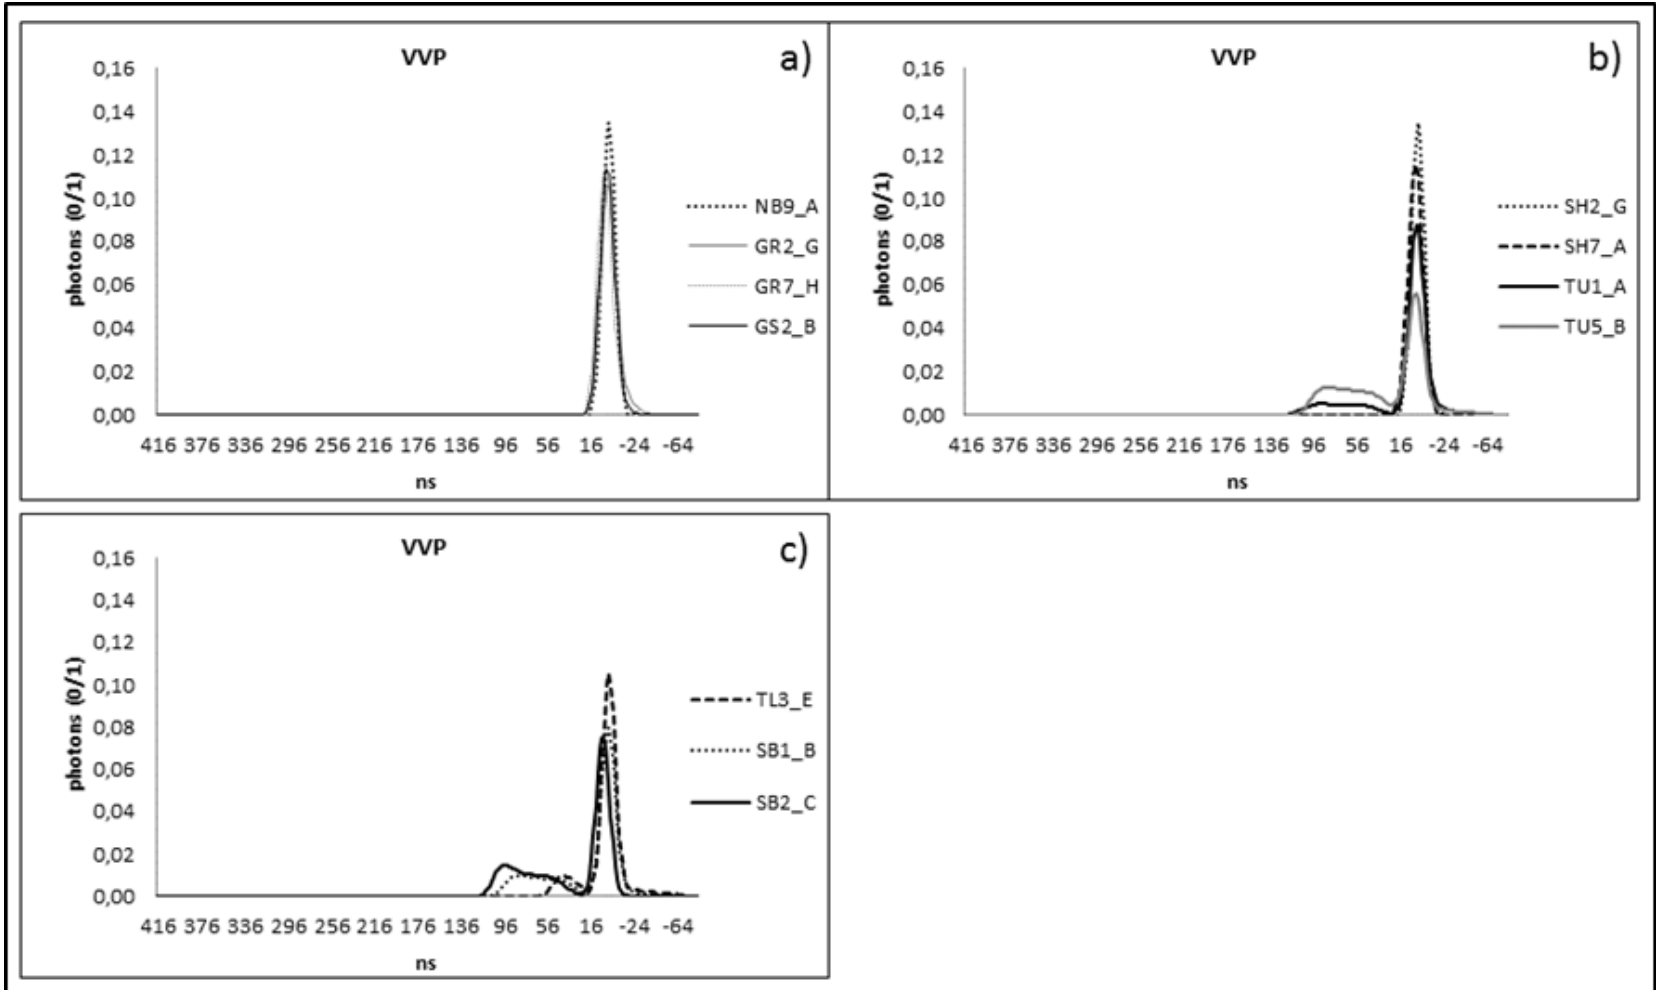 VVP
a)
0,16
0,14
0,12
0,10
0,08
0,06
0,04
0,02
0,00
photons (0/1)
NB9_A
GR2_G
GR7_H
GS2_B
416 376 336 296 256 216 176 136 96 56 16 -24 -64
ns
VVP
b)
0,16
0,14
0,12
0,10
0,08
0,06
0,04
0,02
0,00
photons (0/1)
SH2_G
SH7_A
TU1_A
TU5_B
416 376 336 296 256 216 176 136 96 56 16 -24 -64
ns
VVP
c)
0,16
0,14
0,12
0,10
0,08
0,06
0,04
0,02
0,00
photons (0/1)
TL3_E
SB1_B
SB2_C
416 376 336 296 256 216 176 136 96 56 16 -24 -64
ns